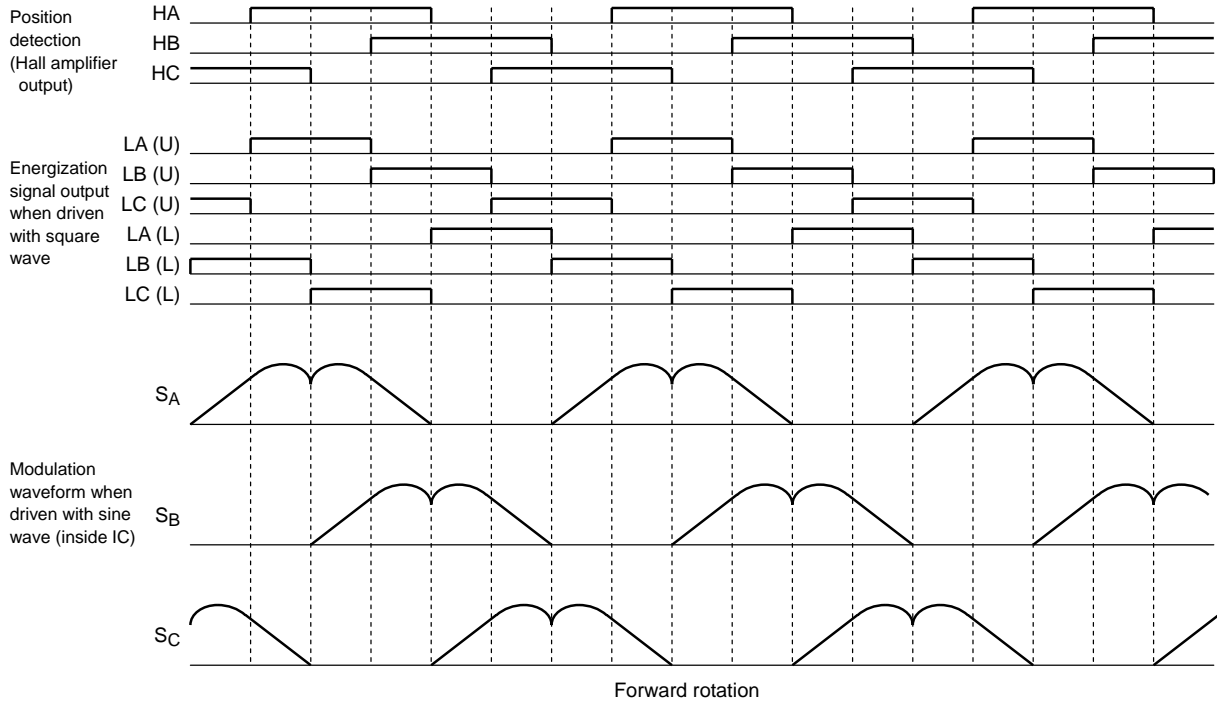 Position
detection
(Hall amplifier
output)
HA
HB
HC
Energization
signal output
when driven
with square
wave
LA (U)
LB (U)
LC (U)
LA (L)
LB (L)
LC (L)
SA
Modulation
waveform when
driven with sine
wave (inside IC)
SB
SC
Forward rotation